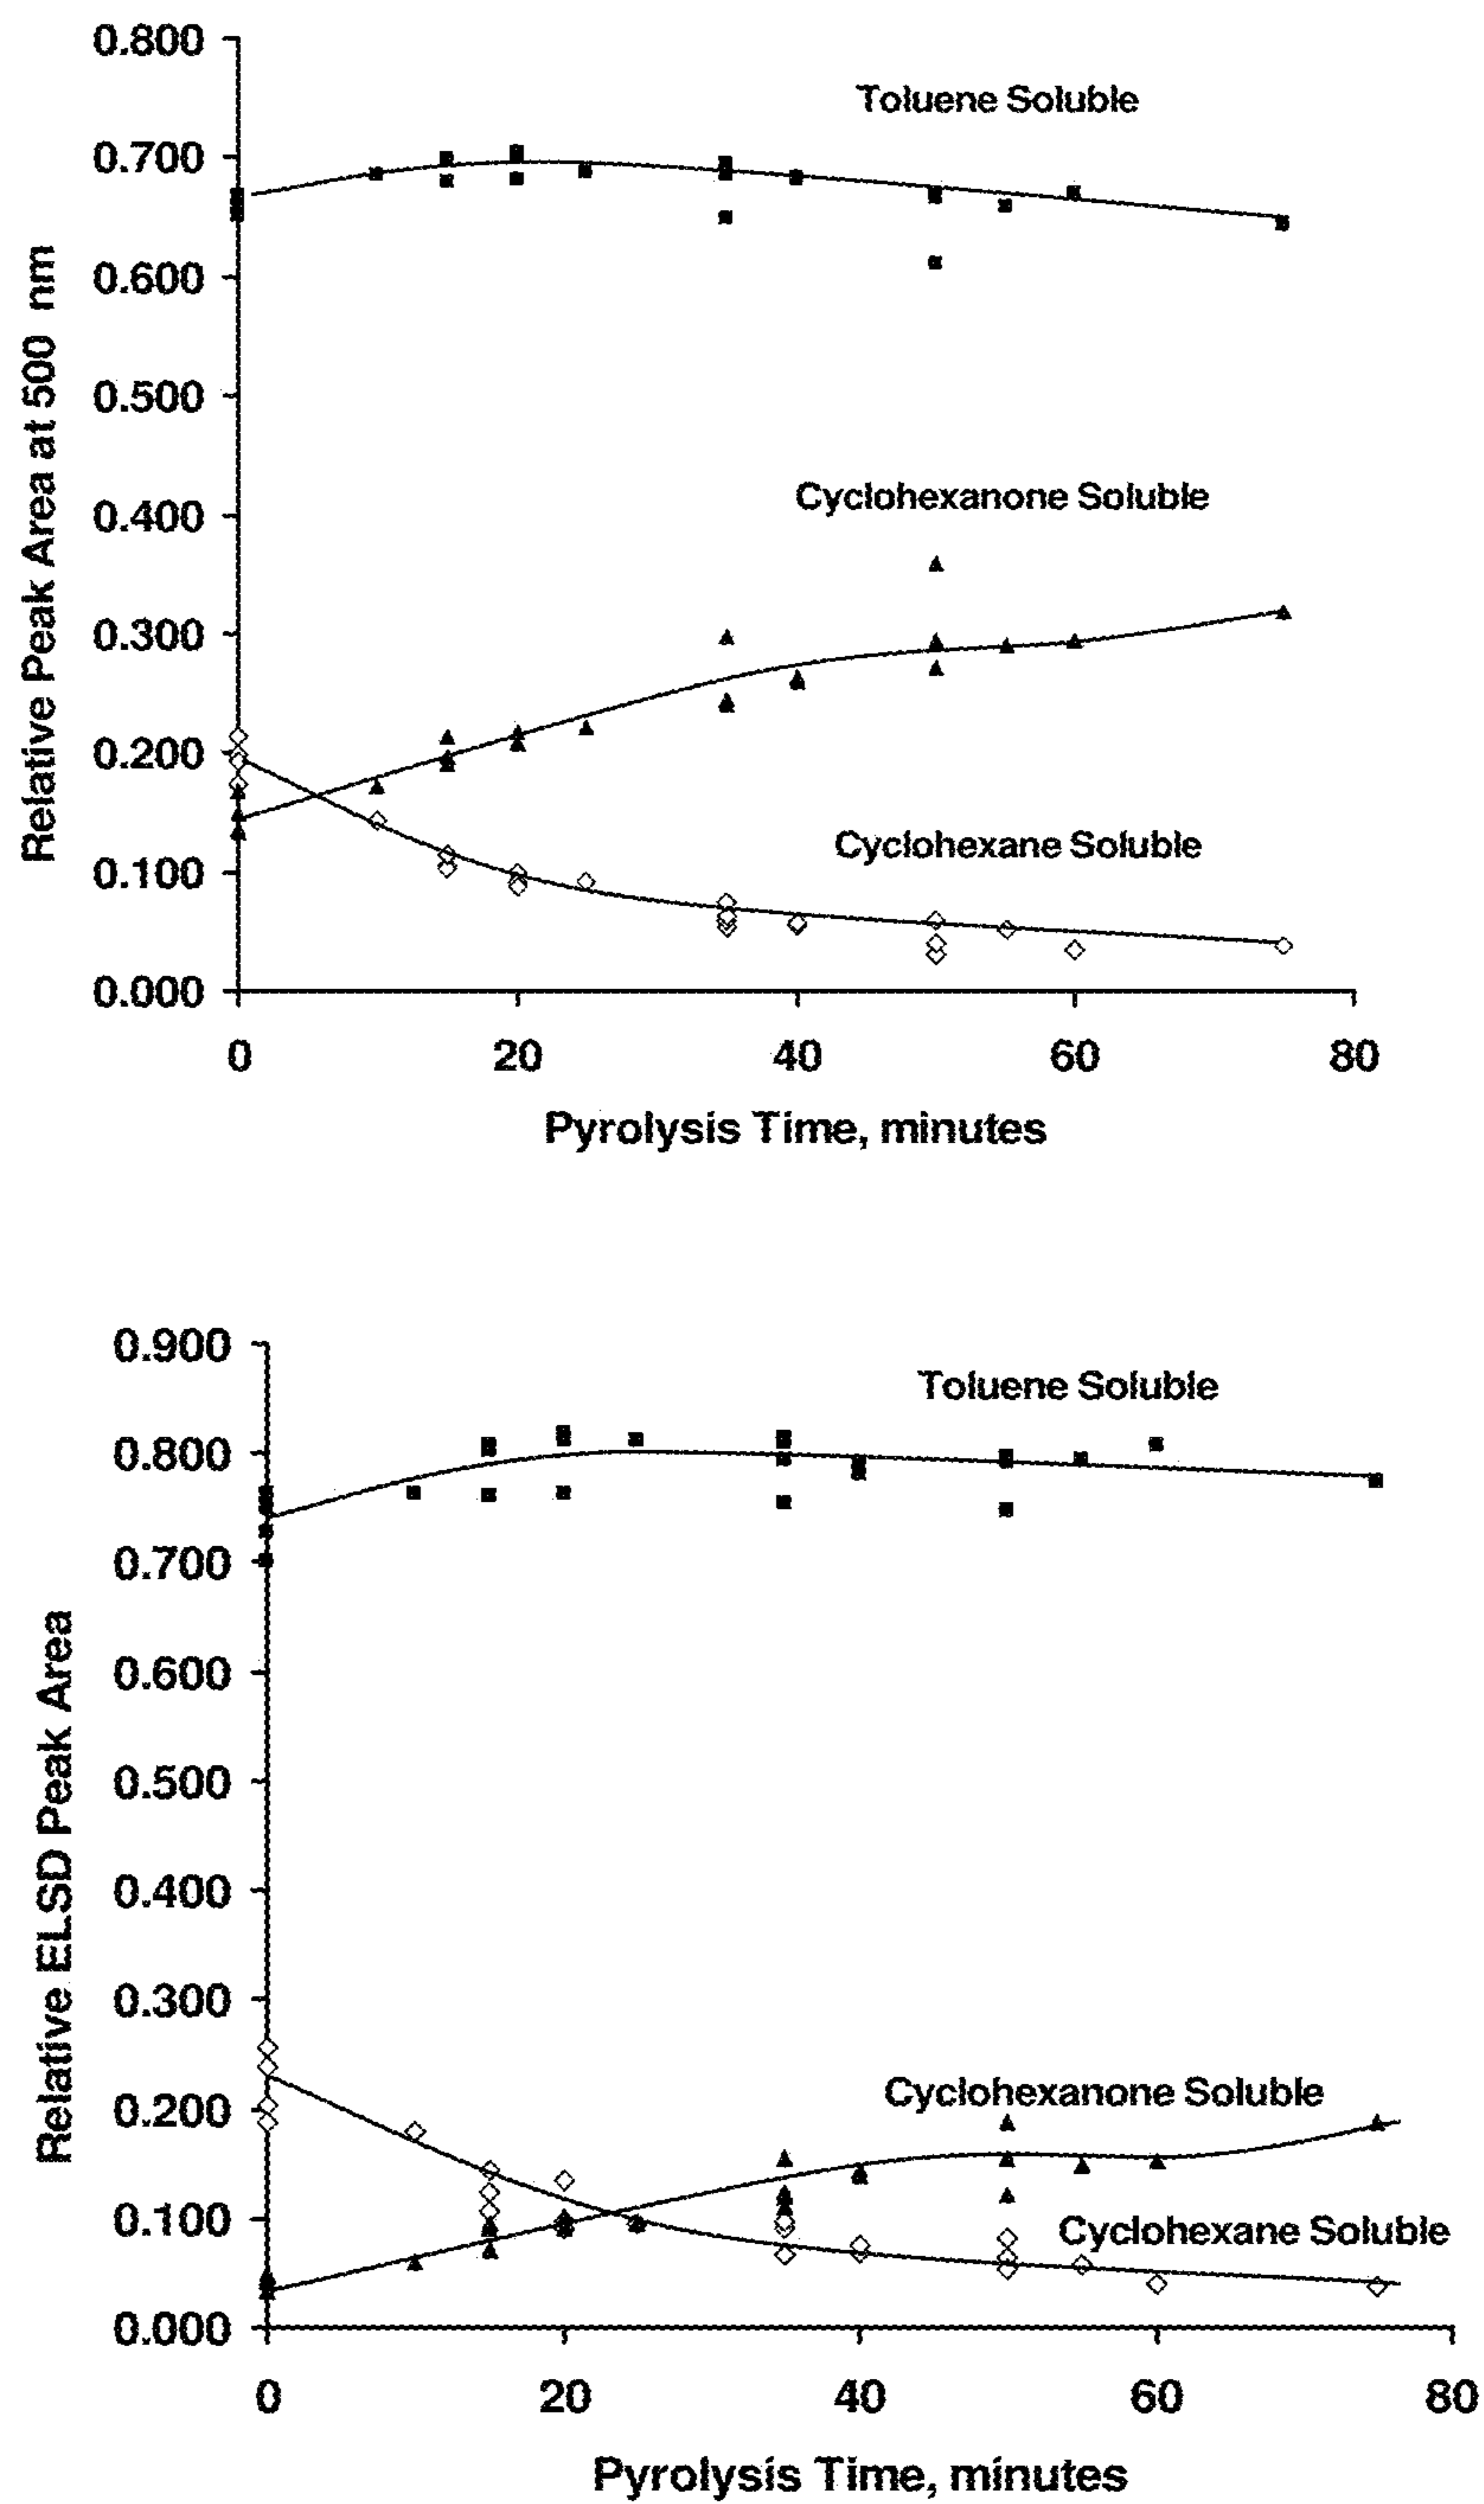 0.800
Toluene Soluble
0.700
0.600
0.500
Cyclohexanone Soluble
0.400
0.300
0.200
Cyclohexane Soluble
0.100
0.000
Relative Peak Area at 500 nm
0 20 40 60 80
Pyrolysis Time, minutes
0.900
Toluene Soluble
0.800
0.700
0.600
0.500
0.400
0.300
Cyclohexanone Soluble
0.200
0.100
Cyclohexane Soluble
0.000
Relative ELSD Peak Area
0 20 40 60 80
Pyrolysis Time, minutes